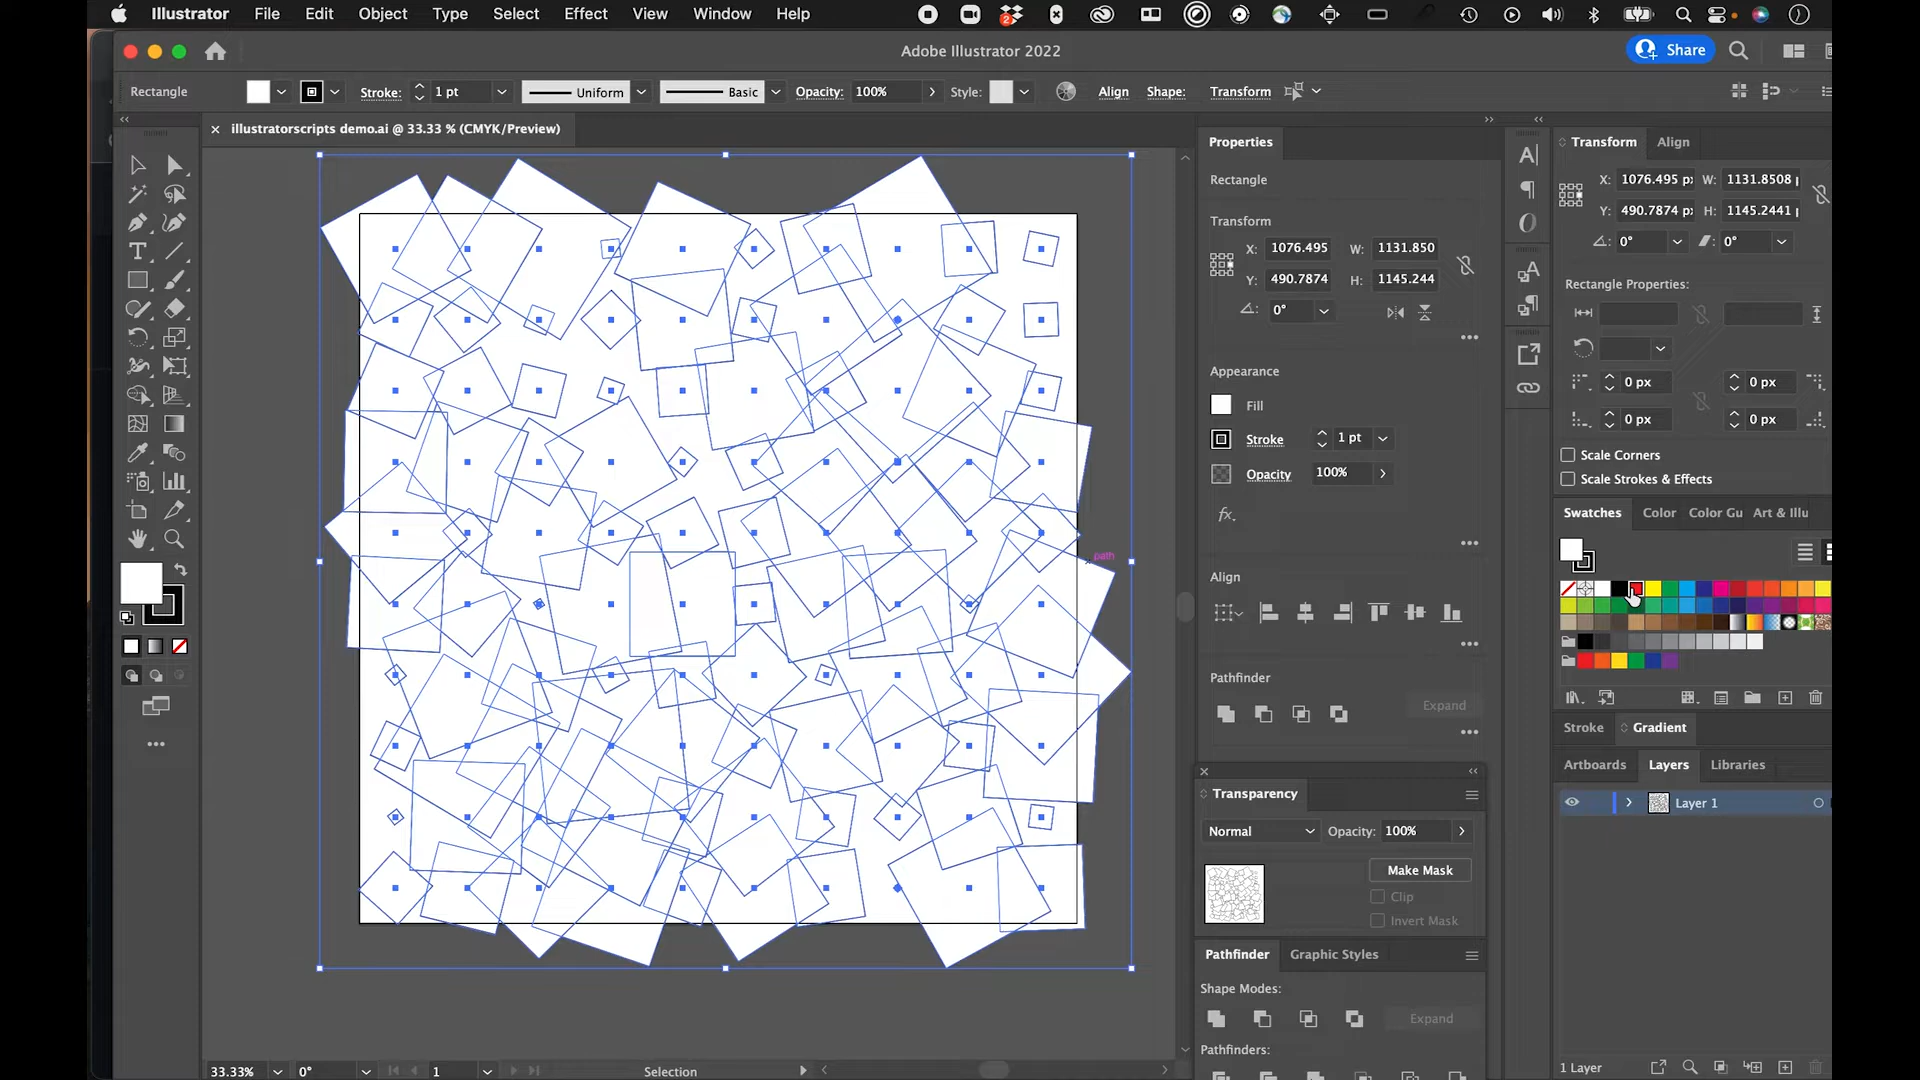 Illustrator File Edit Object Type Select Effect View Window Help
2
Adobe Illustrator 2022
Share
Rectangle Stroke: 1 pt Uniform Basic Opacity: 100% Style: Align Shape: Transform
illustratorscripts demo.ai @ 33.33 % (CMYK/Preview)
path
33.33% 0° 1 Selection
Properties
Rectangle
Transform
X: 1076.495 W: 1131.850
Y: 490.7874 H: 1145.244
0°
Appearance
Fill
Stroke 1 pt
Opacity 100%
fx.
Align
Pathfinder
Expand
Transparency
Normal Opacity: 100%
Make Mask
Clip
Invert Mask
Pathfinder Graphic Styles
Shape Modes:
Expand
Pathfinders:
Transform Align
X: 1076.495 px W: 1131.8508
Y: 490.7874 px H: 1145.2441
0° 0°
Rectangle Properties:
0 px 0 px
0 px 0 px
Scale Corners
Scale Strokes & Effects
Swatches Color Color Gu Art & Illu
Stroke Gradient
Artboards Layers Libraries
Layer 1
1 Layer